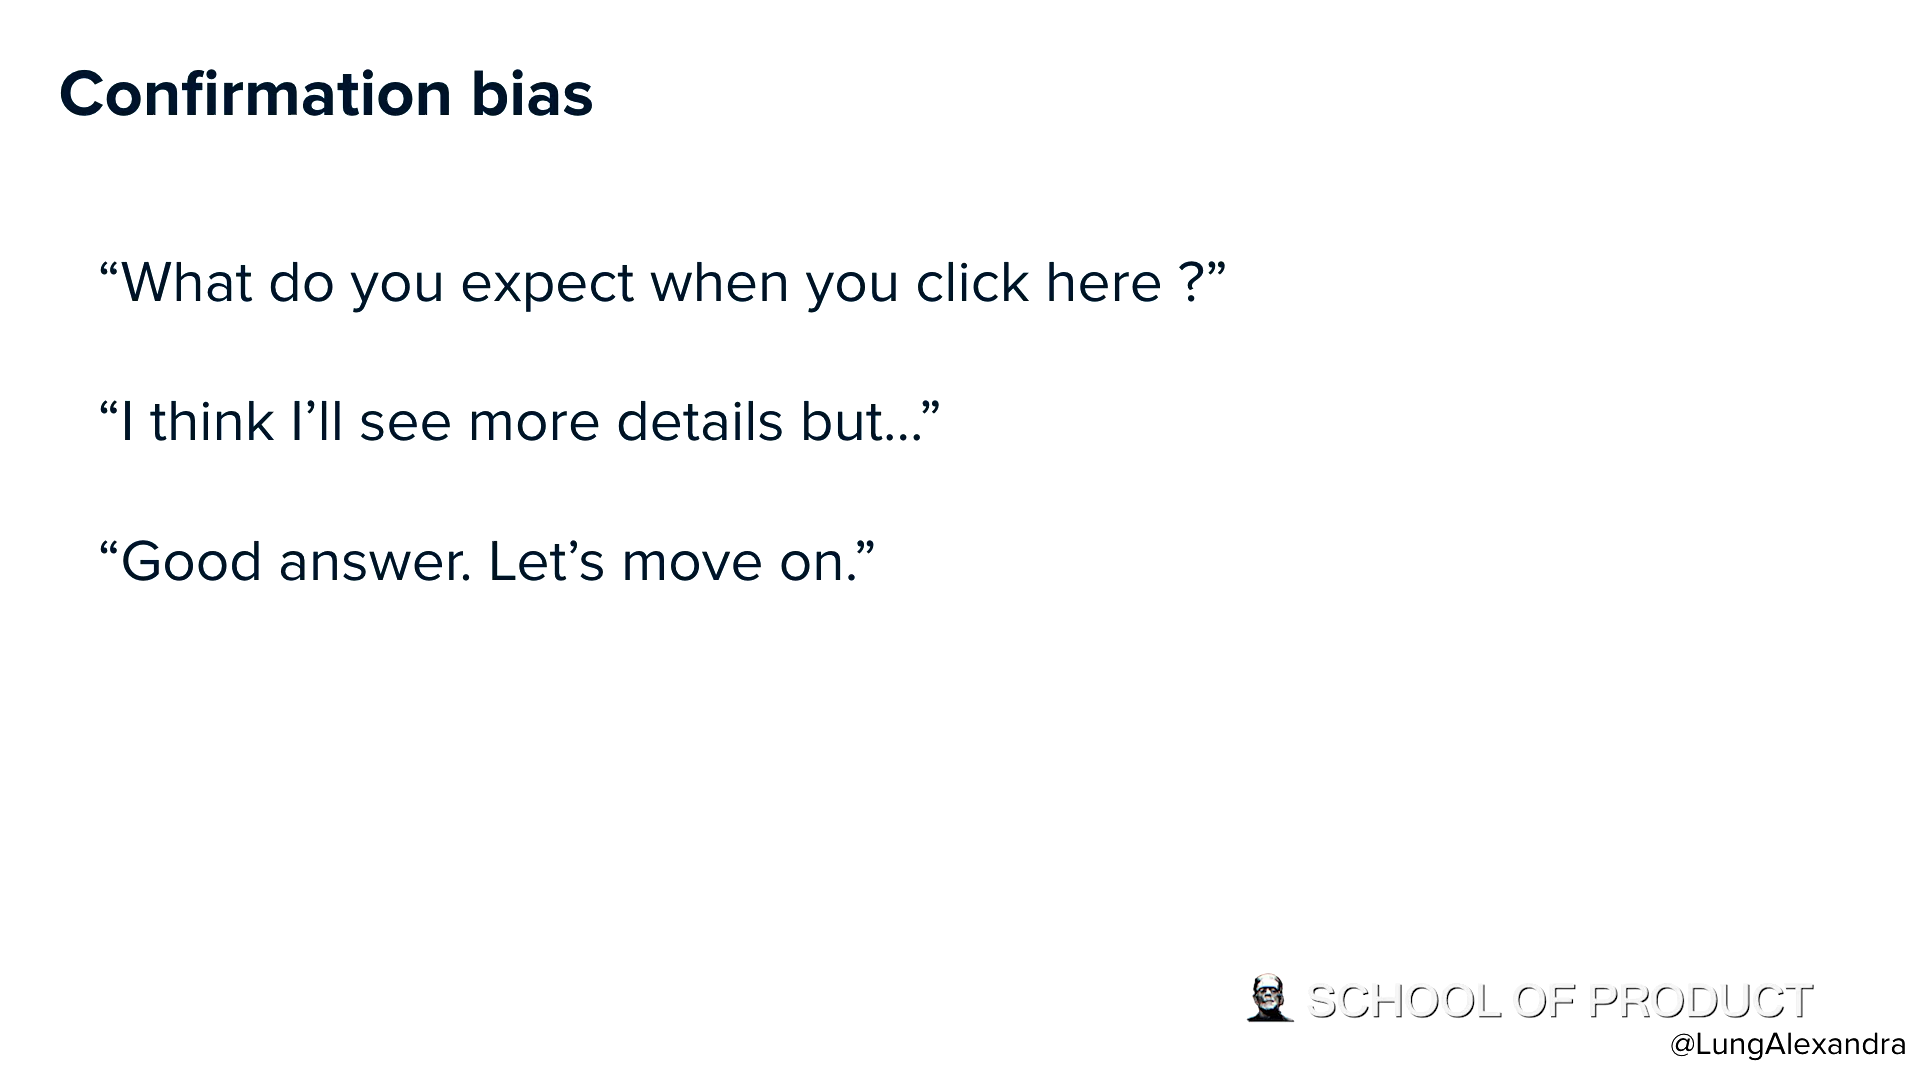 Confirmation bias
“What do you expect when you click here ?”
“I think I’ll see more details but...”
“Good answer. Let’s move on.”
SCHOOL OF PRODUCT
@LungAlexandra